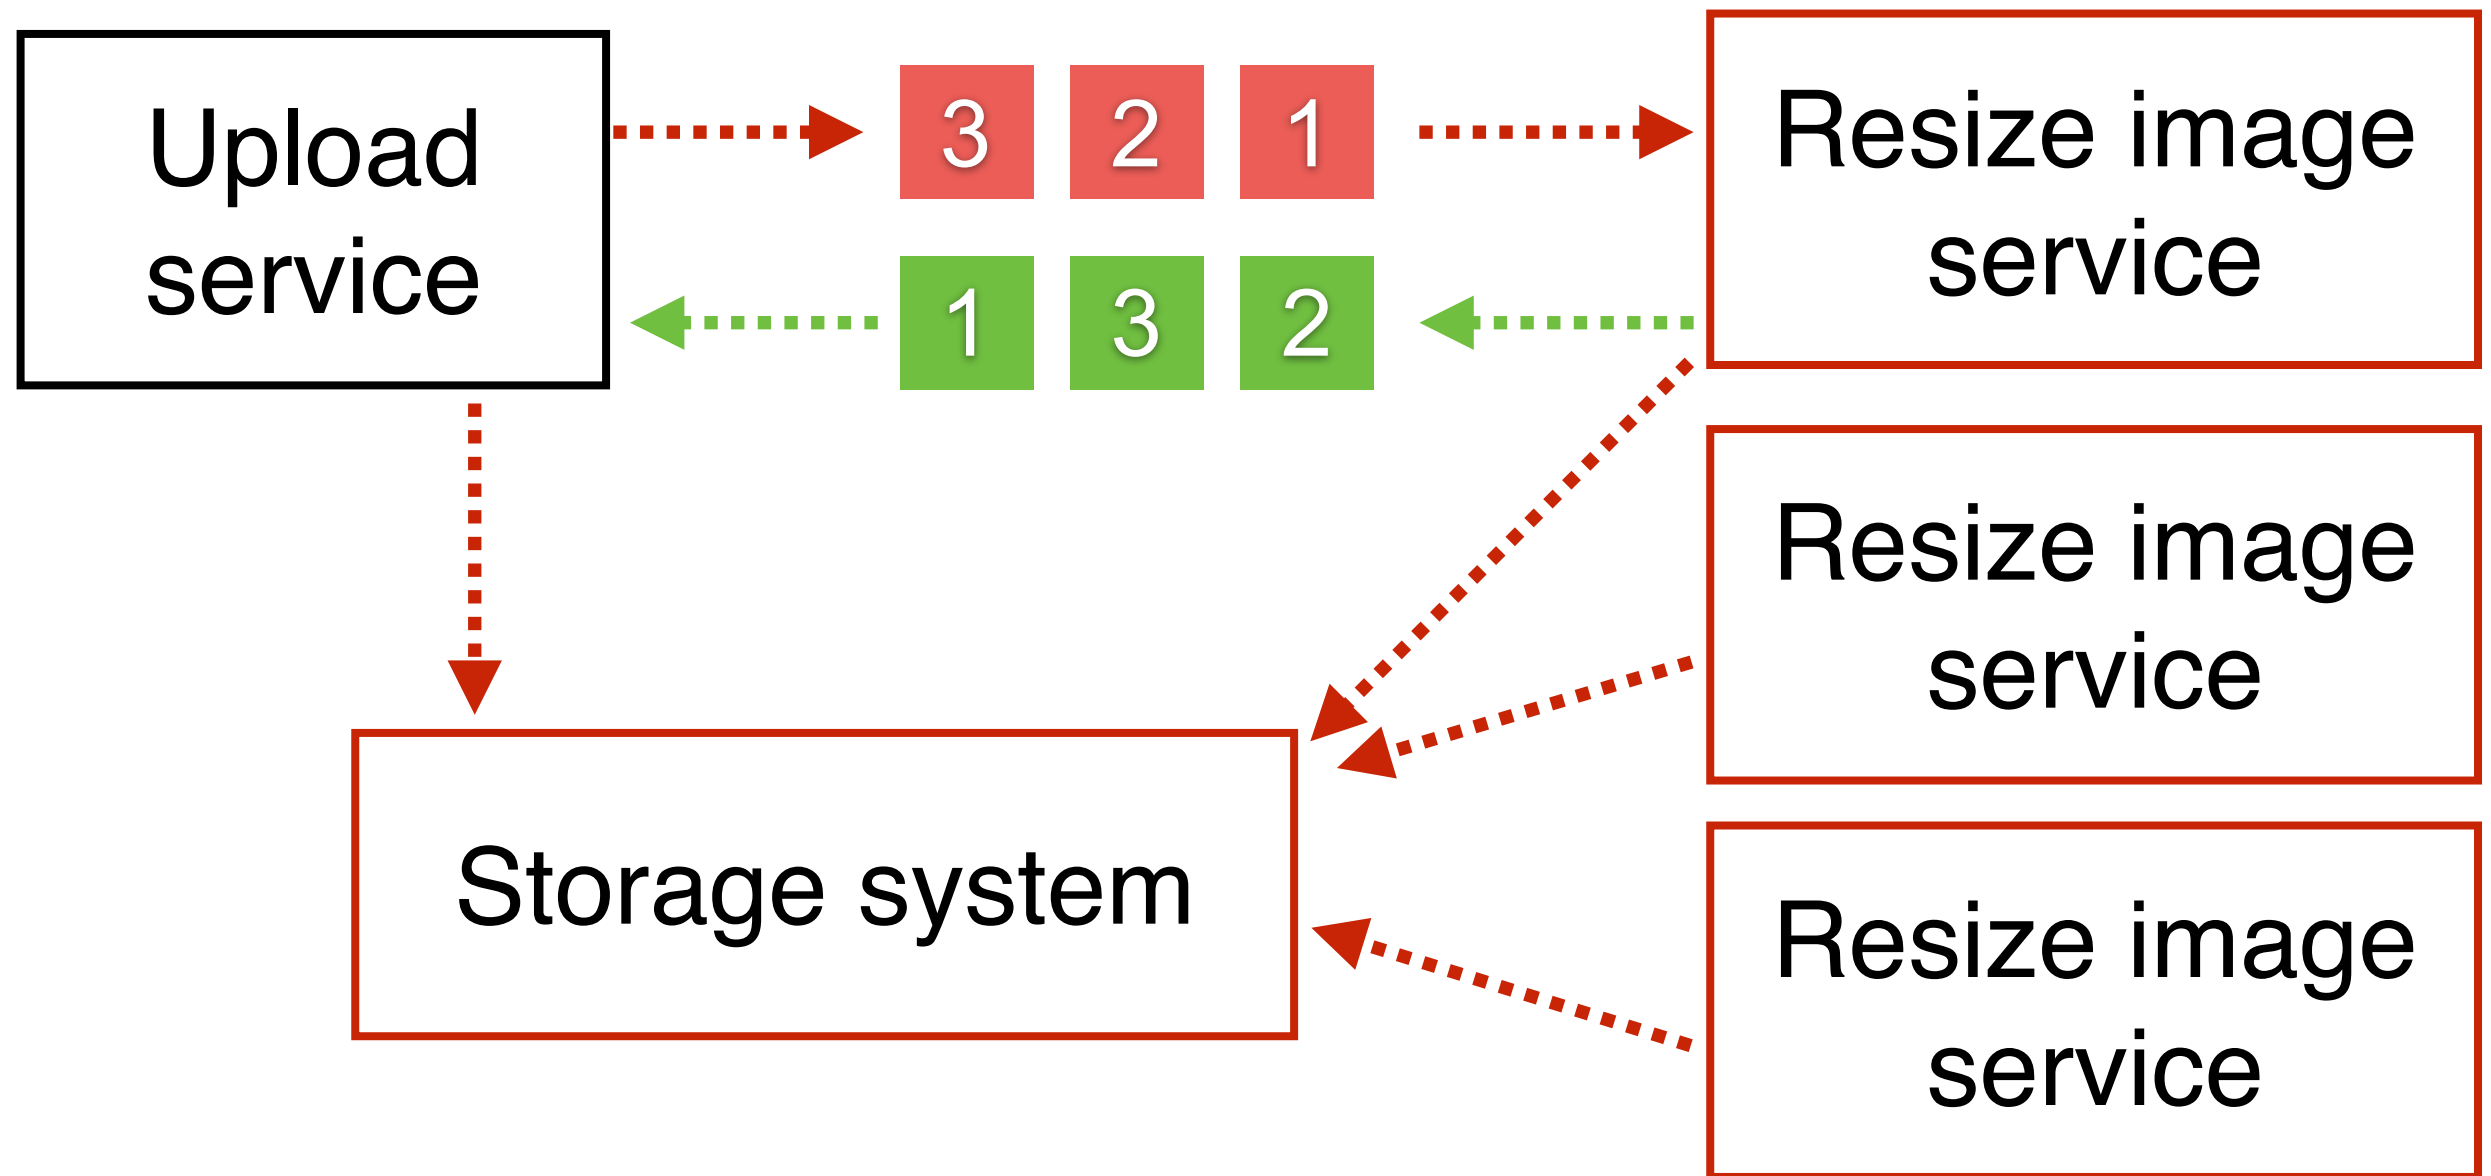 Upload
service
3 2 1
1 3 2
Resize image
service
Resize image
service
Storage system
Resize image
service